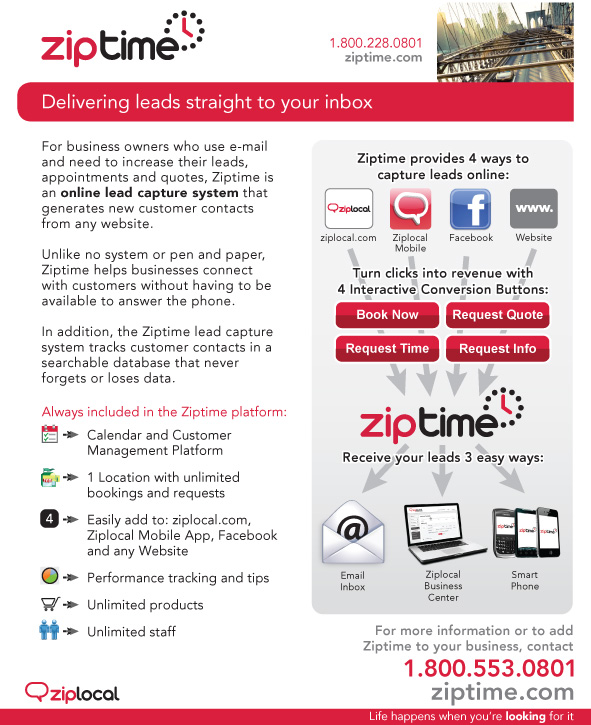 ziptime
1.800.228.0801
ziptime.com
Delivering leads straight to your inbox
For business owners who use e-mail
and need to increase their leads,
appointments and quotes, Ziptime is
an online lead capture system that
generates new customer contacts
from any website.
Unlike no system or pen and paper,
Ziptime helps businesses connect
with customers without having to be
available to answer the phone.
In addition, the Ziptime lead capture
system tracks customer contacts in a
searchable database that never
forgets or loses data.
Always included in the Ziptime platform:
Calendar and Customer
Management Platform
1 Location with unlimited
bookings and requests
4
Easily add to: ziplocal.com,
Ziplocal Mobile App, Facebook
and any Website
Performance tracking and tips
Unlimited products
Unlimited staff
ziplocal
Ziptime provides 4 ways to
capture leads online:
ziplocal
f
www.
ziplocal.com
Ziplocal
Mobile
Facebook
Website
Turn clicks into revenue with
4 Interactive Conversion Buttons:
Book Now
Request Quote
Request Time
Request Info
ziptime
Receive your leads 3 easy ways:
@
ziptime
Email
Inbox
Ziplocal
Business
Center
Smart
Phone
For more information or to add
Ziptime to your business, contact
1.800.553.0801
ziptime.com
Life happens when you're looking for it